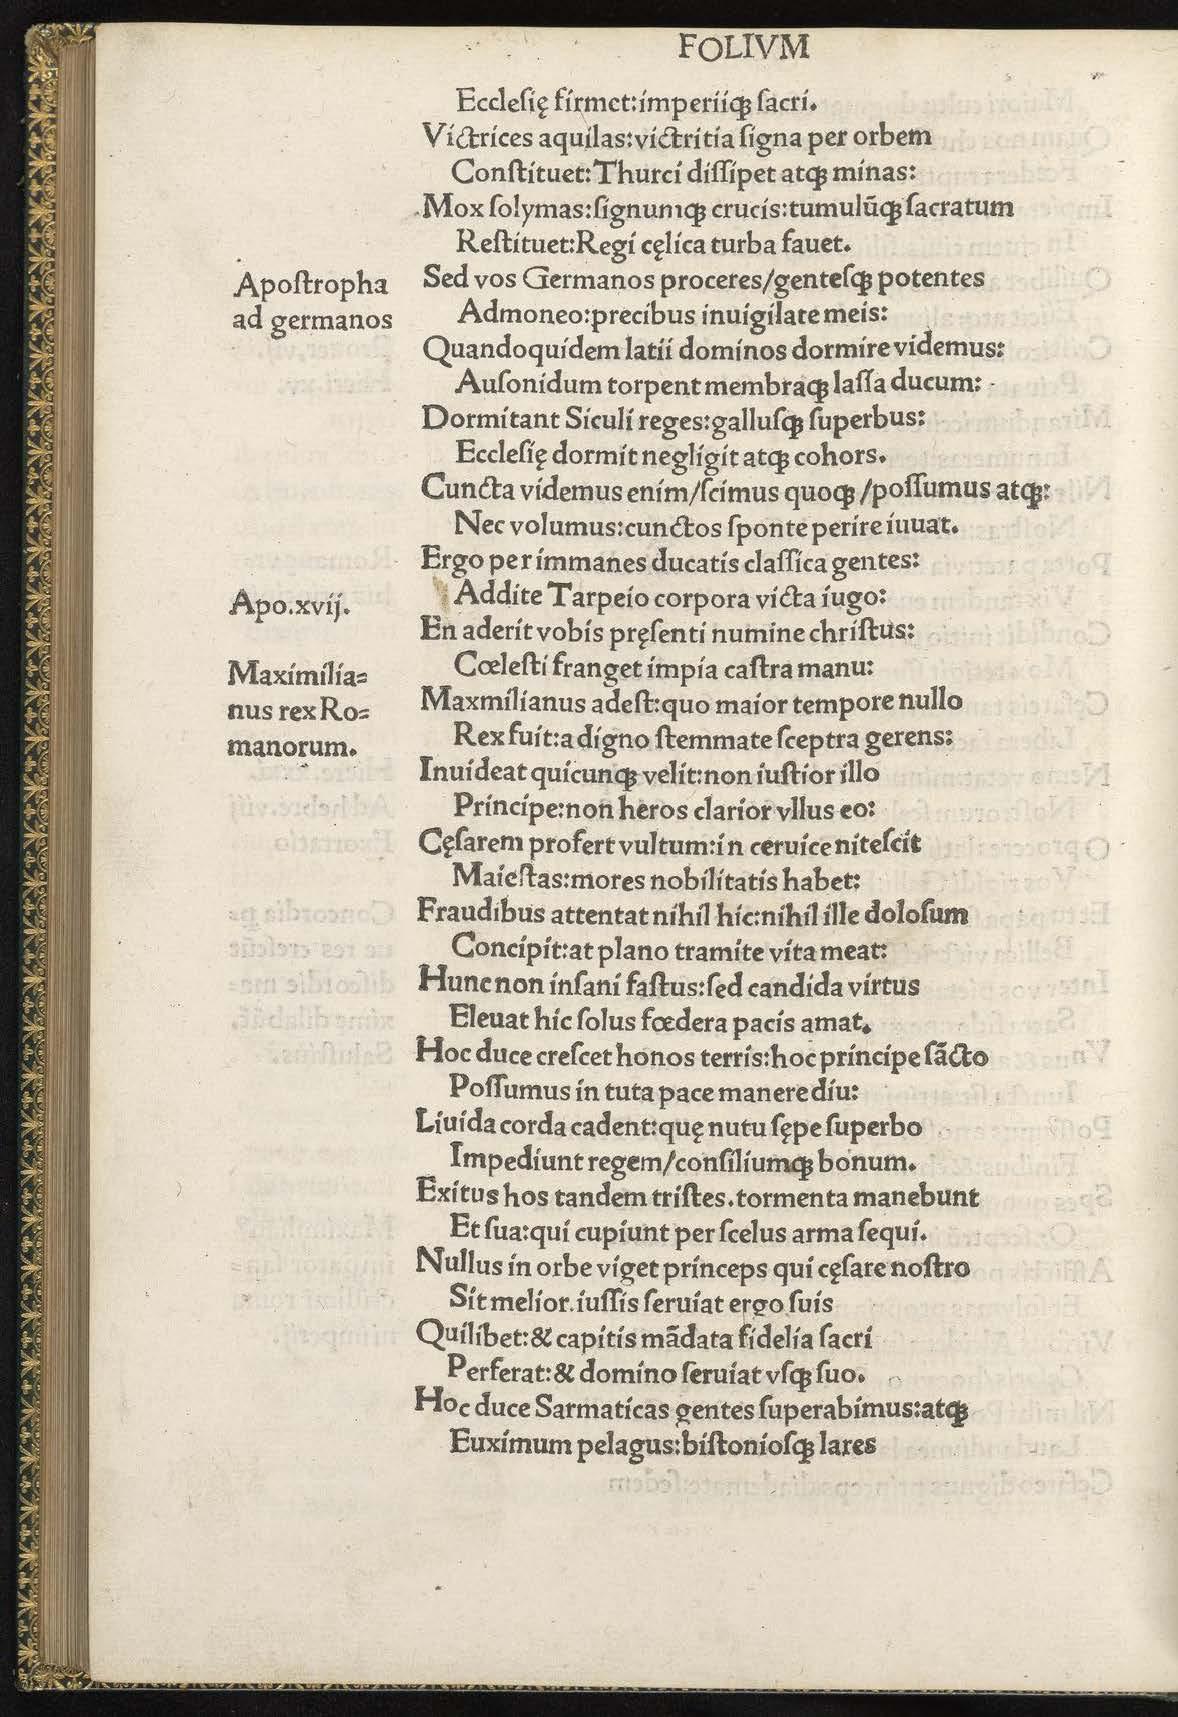 FOLIVM
Eccleſię firmet:imperiiqꝫ ſacri.
Victrices aquilas:victritia ſigna per orbem
Conſtituet:Thurci diſſipet atqꝫ minas:
Mox ſolymas:ſignumqꝫ crucis:tumulūqꝫ ſacratum
Reſtituet:Regi cęlica turba fauet.
Apoſtropha
ad germanos
Sed vos Germanos proceres/genteſqꝫ potentes
Admoneo:precibus inuigilate meis:
Quandoquidem latii dominos dormire videmus:
Auſonidum torpent membraqꝫ laſſa ducum:
Dormitant Siculi reges:galluſqꝫ ſuperbus:
Eccleſię dormit negligit atqꝫ cohors.
Cuncta videmus enim/ſcimus quoqꝫ/poſſumus atqꝫ:
Nec volumus:cunctos ſponte perire iuuat.
Ergo per immanes ducatis claſſica gentes:
Apo.xvij.
Addite Tarpeio corpora victa iugo:
En aderit vobis pręſenti numine chriſtus:
Cœleſti franget impia caſtra manu:
Maximilia=
nus rex Ro=
manorum.
Maxmilianus adeſt:quo maior tempore nullo
Rex fuit:a digno ſtemmate ſceptra gerens:
Inuideat quicunqꝫ velit:non iuſtior illo
Principe:non heros clarior vllus eo:
Cęſarem profert vultum:in ceruice niteſcit
Maieſtas:mores nobilitatis habet:
Fraudibus attentat nihil hic:nihil ille doloſum
Concipit:at plano tramite vita meat:
Hunc non inſani faſtus:ſed candida virtus
Eleuat hic ſolus fœdera pacis amat.
Hoc duce creſcet honos terris:hoc principe ſācto
Poſſumus in tuta pace manere diu:
Liuida corda cadent:quę nutu ſępe ſuperbo
Impediunt regem/conſiliumqꝫ bonum.
Exitus hos tandem triſtes.tormenta manebunt
Et ſua:qui cupiunt per ſcelus arma ſequi.
Nullus in orbe viget princeps qui cęſare noſtro
Sit melior.iuſſis ſeruiat ergo ſuis
Quilibet:& capitis mādata fidelia ſacri
Perferat:& domino ſeruiat vſqꝫ ſuo.
Hoc duce Sarmaticas gentes ſuperabimus:atqꝫ
Euximum pelagus:biſtonioſqꝫ lares